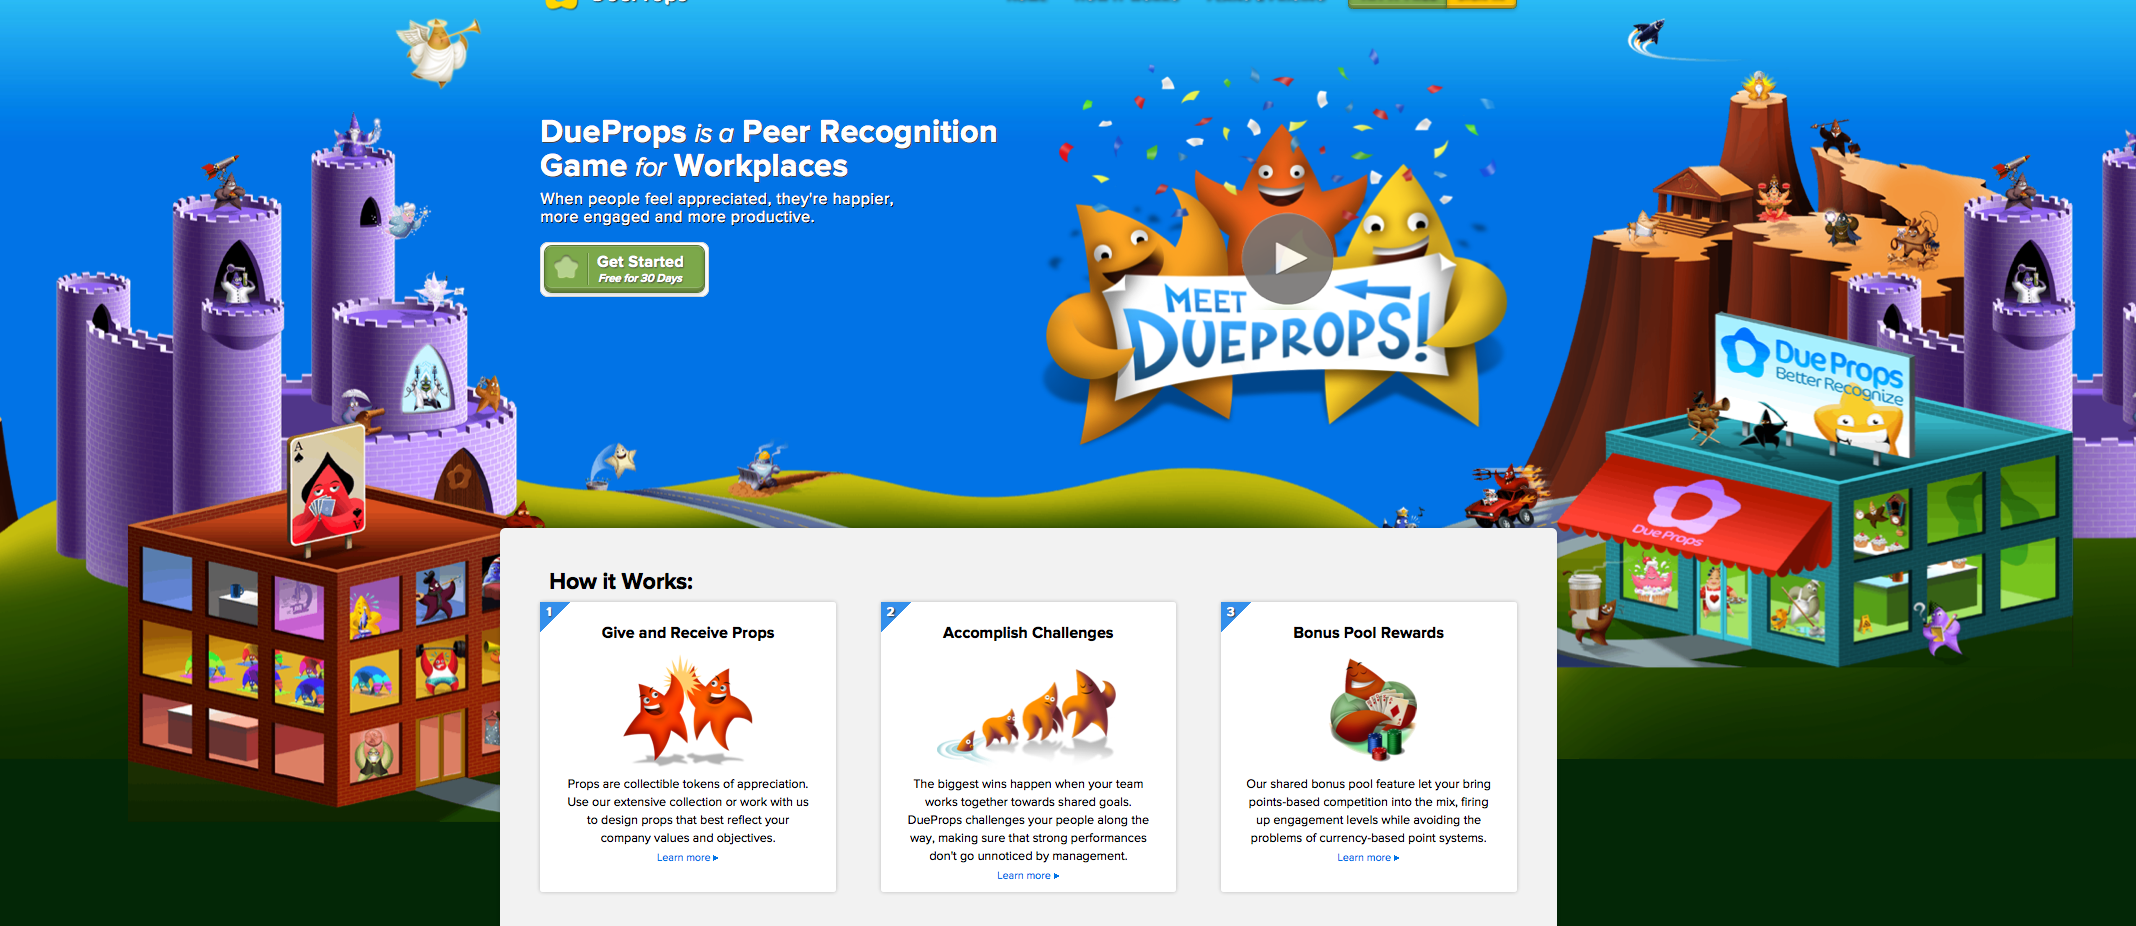 DueProps is a Peer Recognition
Game for Workplaces
When people feel appreciated, they're happier,
more engaged and more productive.
Get Started
Free for 30 Days
MEET
DUEPROPS!
Due Props
Better Recognize
Due Props
A
A
How it Works:
1
Give and Receive Props
Props are collectible tokens of appreciation.
Use our extensive collection or work with us
to design props that best reflect your
company values and objectives.
Learn more
2
Accomplish Challenges
The biggest wins happen when your team
works together towards shared goals.
DueProps challenges your people along the
way, making sure that strong performances
don't go unnoticed by management.
Learn more
3
Bonus Pool Rewards
Our shared bonus pool feature let your bring
points-based competition into the mix, firing
up engagement levels while avoiding the
problems of currency-based point systems.
Learn more